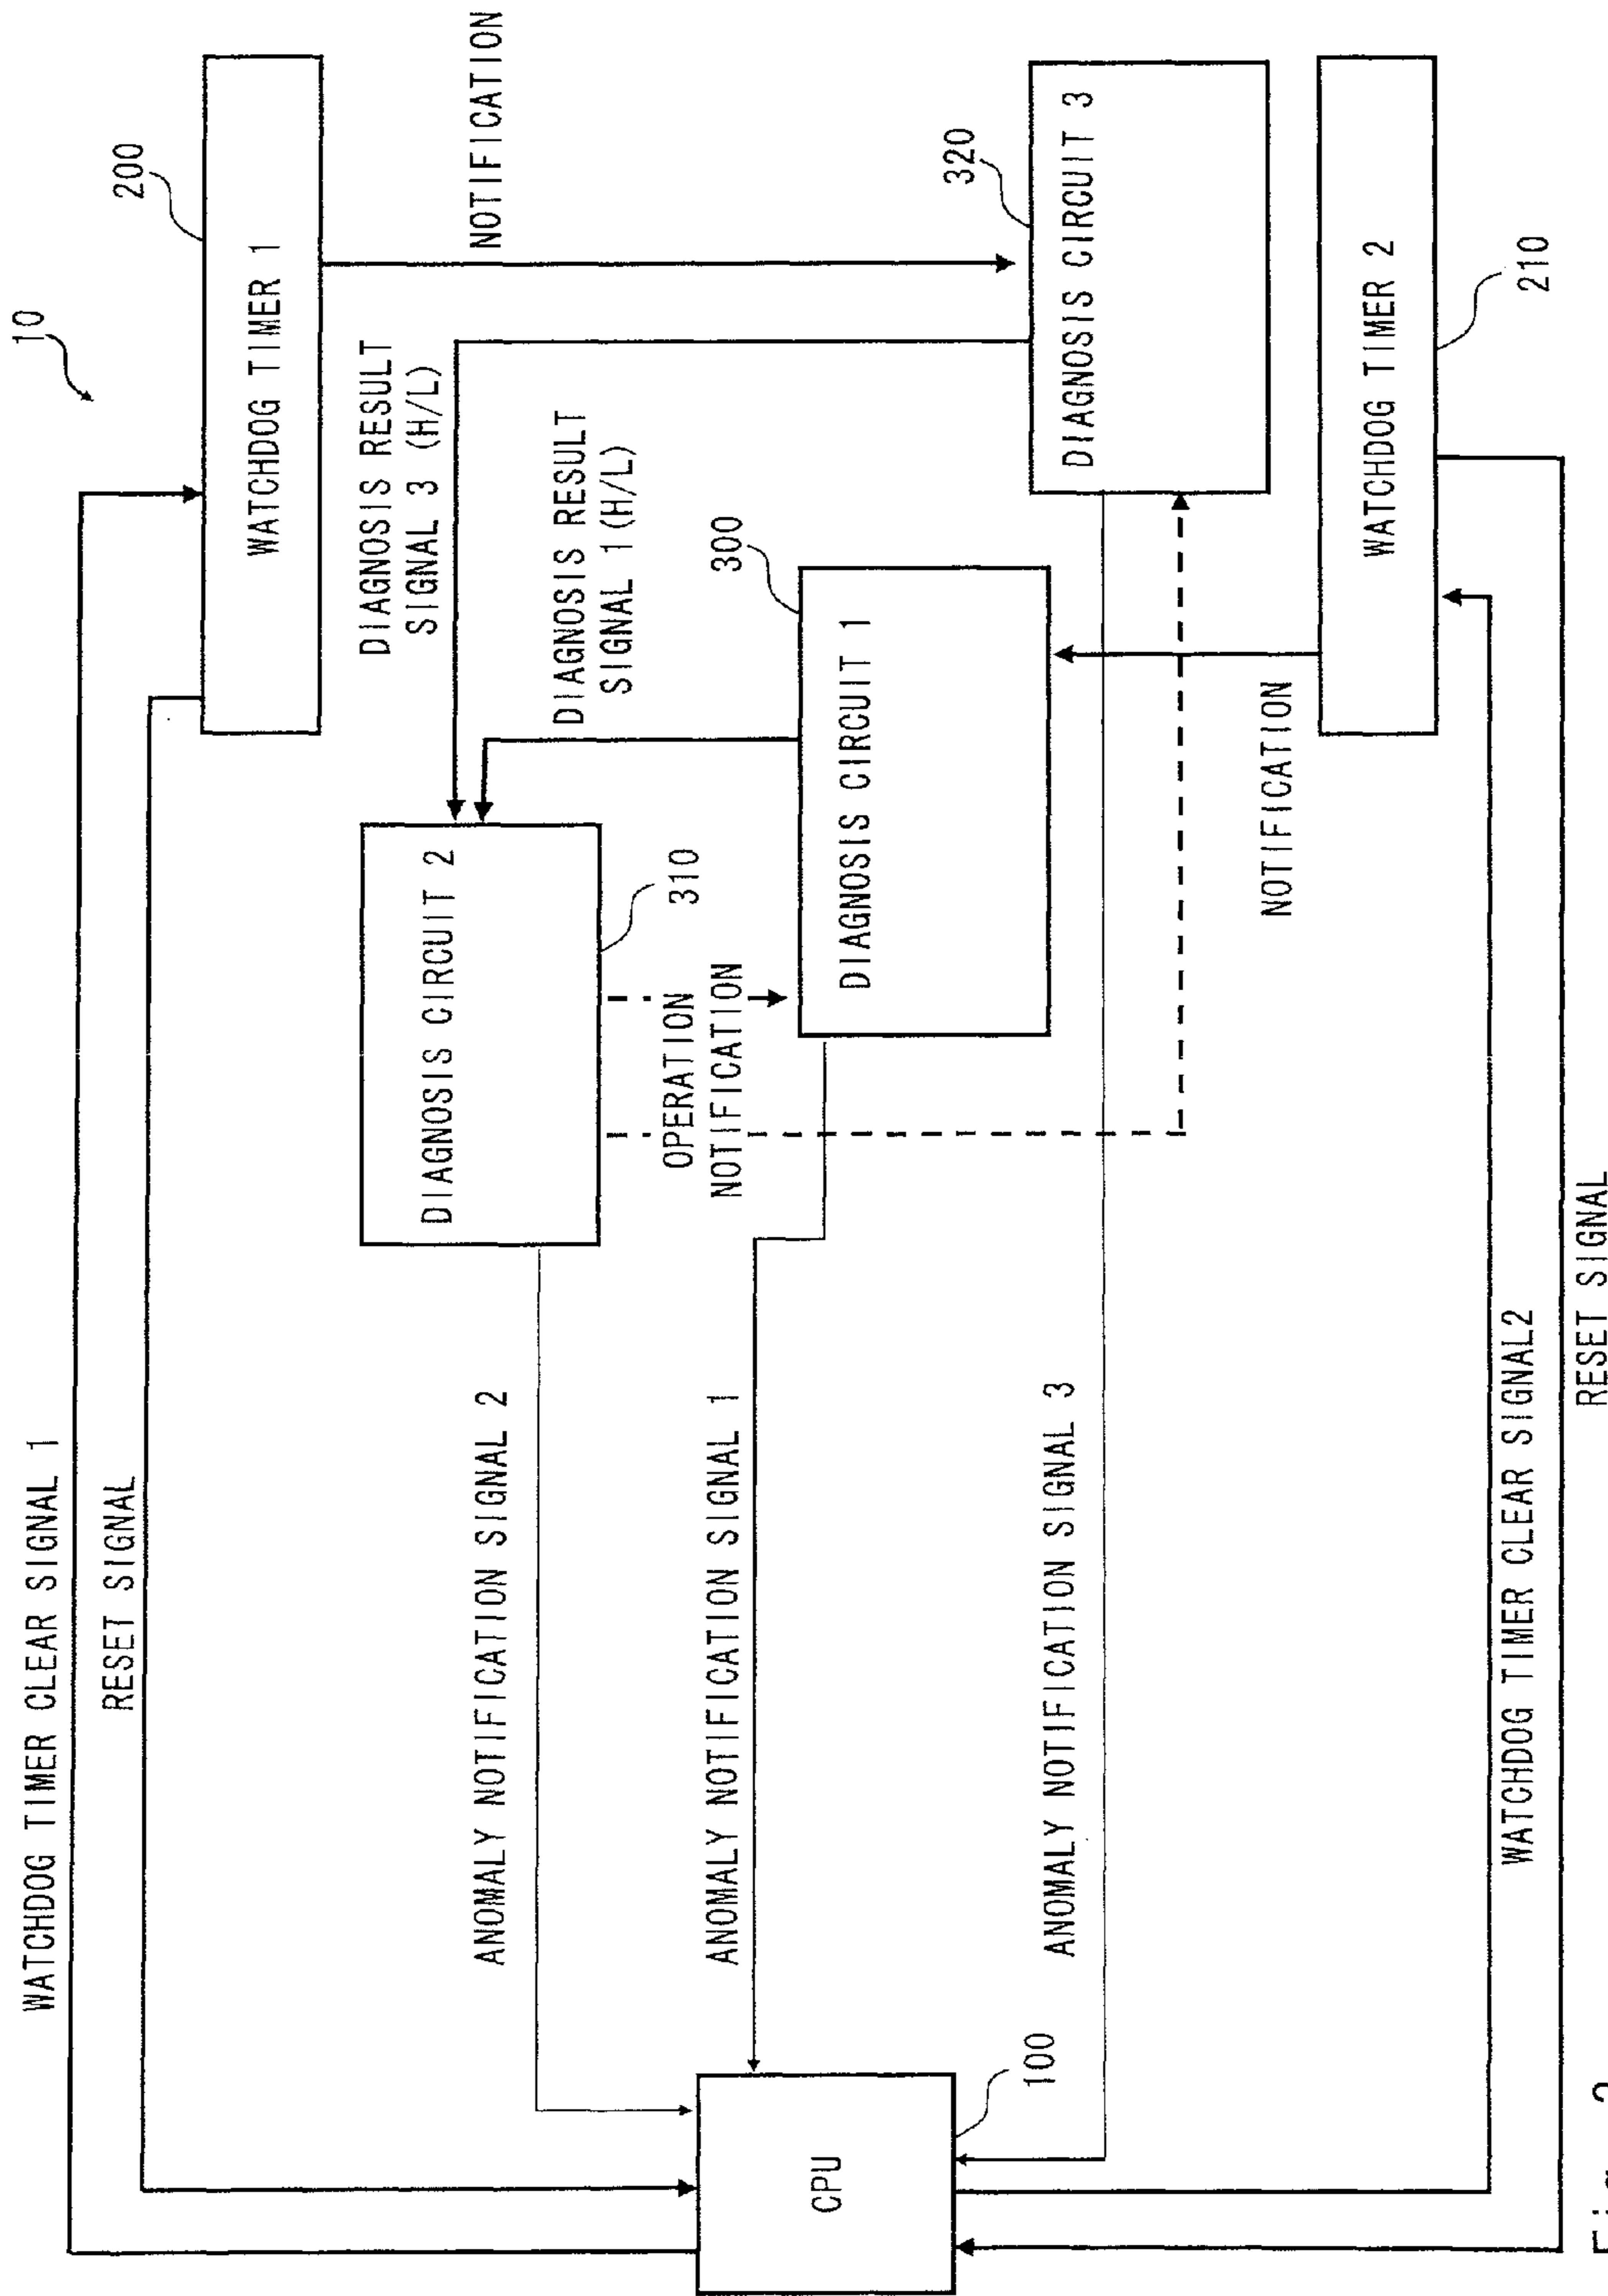 10
WATCHDOG TIMER CLEAR SIGNAL 1
RESET SIGNAL
200
WATCHDOG TIMER 1
NOTIFICATION
DIAGNOSIS RESULT
SIGNAL 3 (H/L)
DIAGNOSIS RESULT
SIGNAL 1(H/L)
DIAGNOSIS CIRCUIT 2
310
OPERATION
NOTIFICATION
300
DIAGNOSIS CIRCUIT 1
320
DIAGNOSIS CIRCUIT 3
ANOMALY NOTIFICATION SIGNAL 2
ANOMALY NOTIFICATION SIGNAL 1
ANOMALY NOTIFICATION SIGNAL 3
CPU
100
NOTIFICATION
WATCHDOG TIMER 2
210
WATCHDOG TIMER CLEAR SIGNAL2
RESET SIGNAL